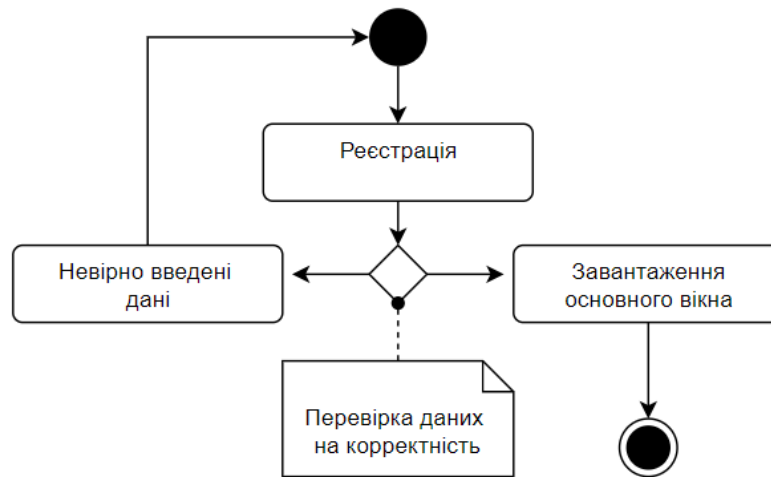 Реєстрація
Невірно введені
дані
Завантаження
основного вікна
Перевірка даних
на корректність